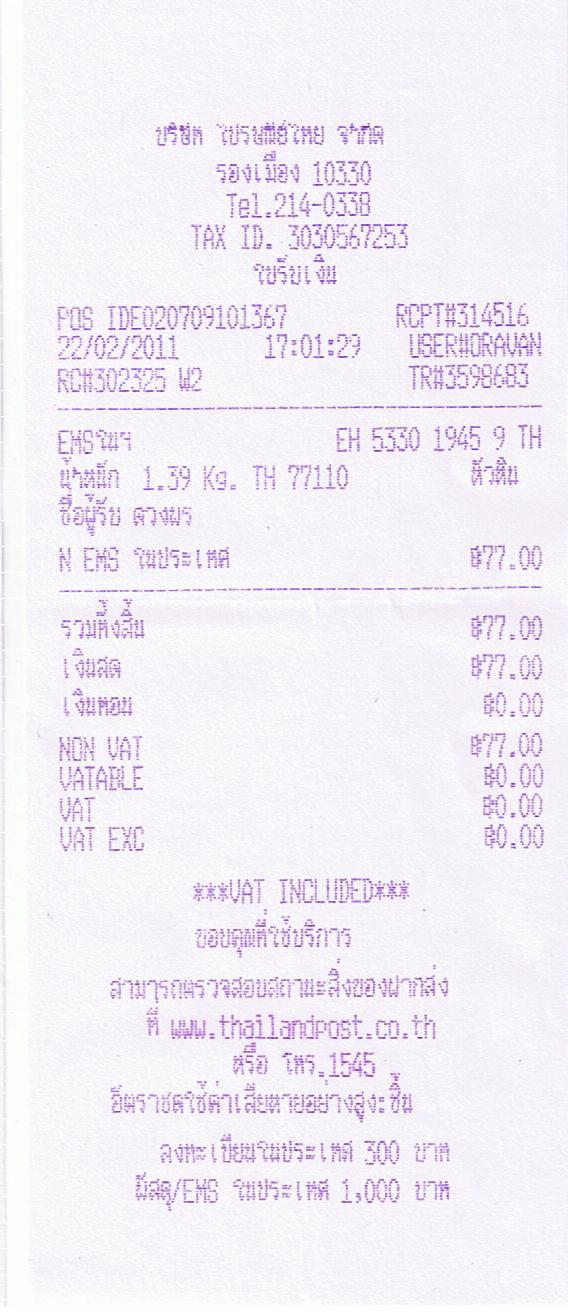 บริษัท ไปรษณีย์ไทย จำกัด
รองเมือง 10330
Tel.214-0338
TAX ID. 3030567253
ใบรับเงิน
POS IDE020709101367 RCPT#314516
22/02/2011 17:01:29 USER#ORAVAN
RC#302325 W2 TR#3598683
EMSในฯ EH 5330 1945 9 TH
น้ำหนัก 1.39 Kg. TH 77110 หัวหิน
ชื่อผู้รับ ดวงพร
N EMS ในประเทศ ฿77.00
รวมทั้งสิ้น ฿77.00
เงินสด ฿77.00
เงินทอน ฿0.00
NON VAT ฿77.00
VATABLE ฿0.00
VAT ฿0.00
VAT EXC ฿0.00
***VAT INCLUDED***
ขอบคุณที่ใช้บริการ
สามารถตรวจสอบสถานะสิ่งของฝากส่ง
ที่ www.thailandpost.co.th
หรือ โทร.1545
อัตราชดใช้ค่าเสียหายอย่างสูง:ชิ้น
ลงทะเบียนในประเทศ 300 บาท
พัสดุ/EMS ในประเทศ 1,000 บาท